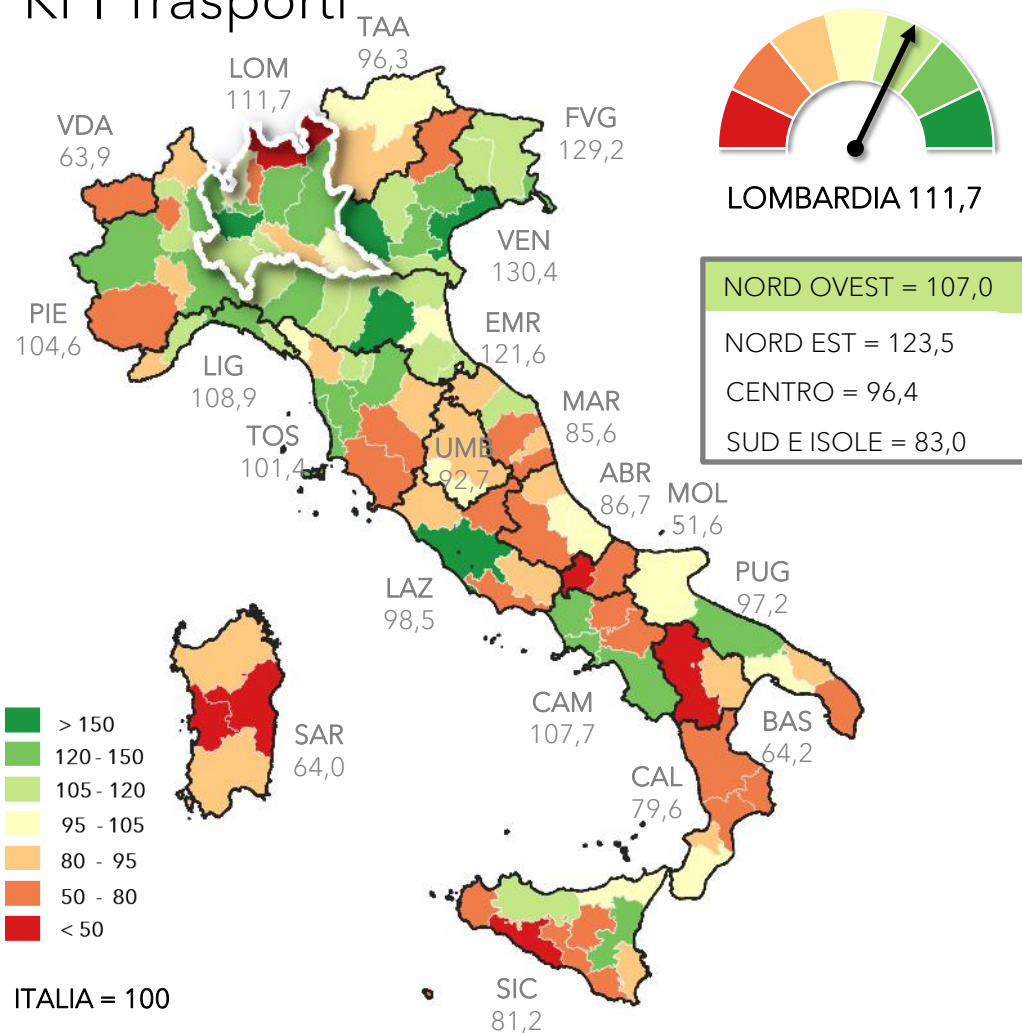 KPI Trasporti
TAA
96,3
LOM
111,7
VDA
63,9
FVG
129,2
LOMBARDIA 111,7
VEN
130,4
NORD OVEST = 107,0
NORD EST = 123,5
CENTRO = 96,4
SUD E ISOLE = 83,0
PIE
104,6
EMR
121,6
LIG
108,9
MAR
85,6
TOS
101,4
UMB
92,7
ABR
86,7
MOL
51,6
PUG
97,2
LAZ
98,5
CAM
107,7
BAS
64,2
SAR
64,0
CAL
79,6
> 150
120 - 150
105 - 120
95 - 105
80 - 95
50 - 80
< 50
ITALIA = 100
SIC
81,2